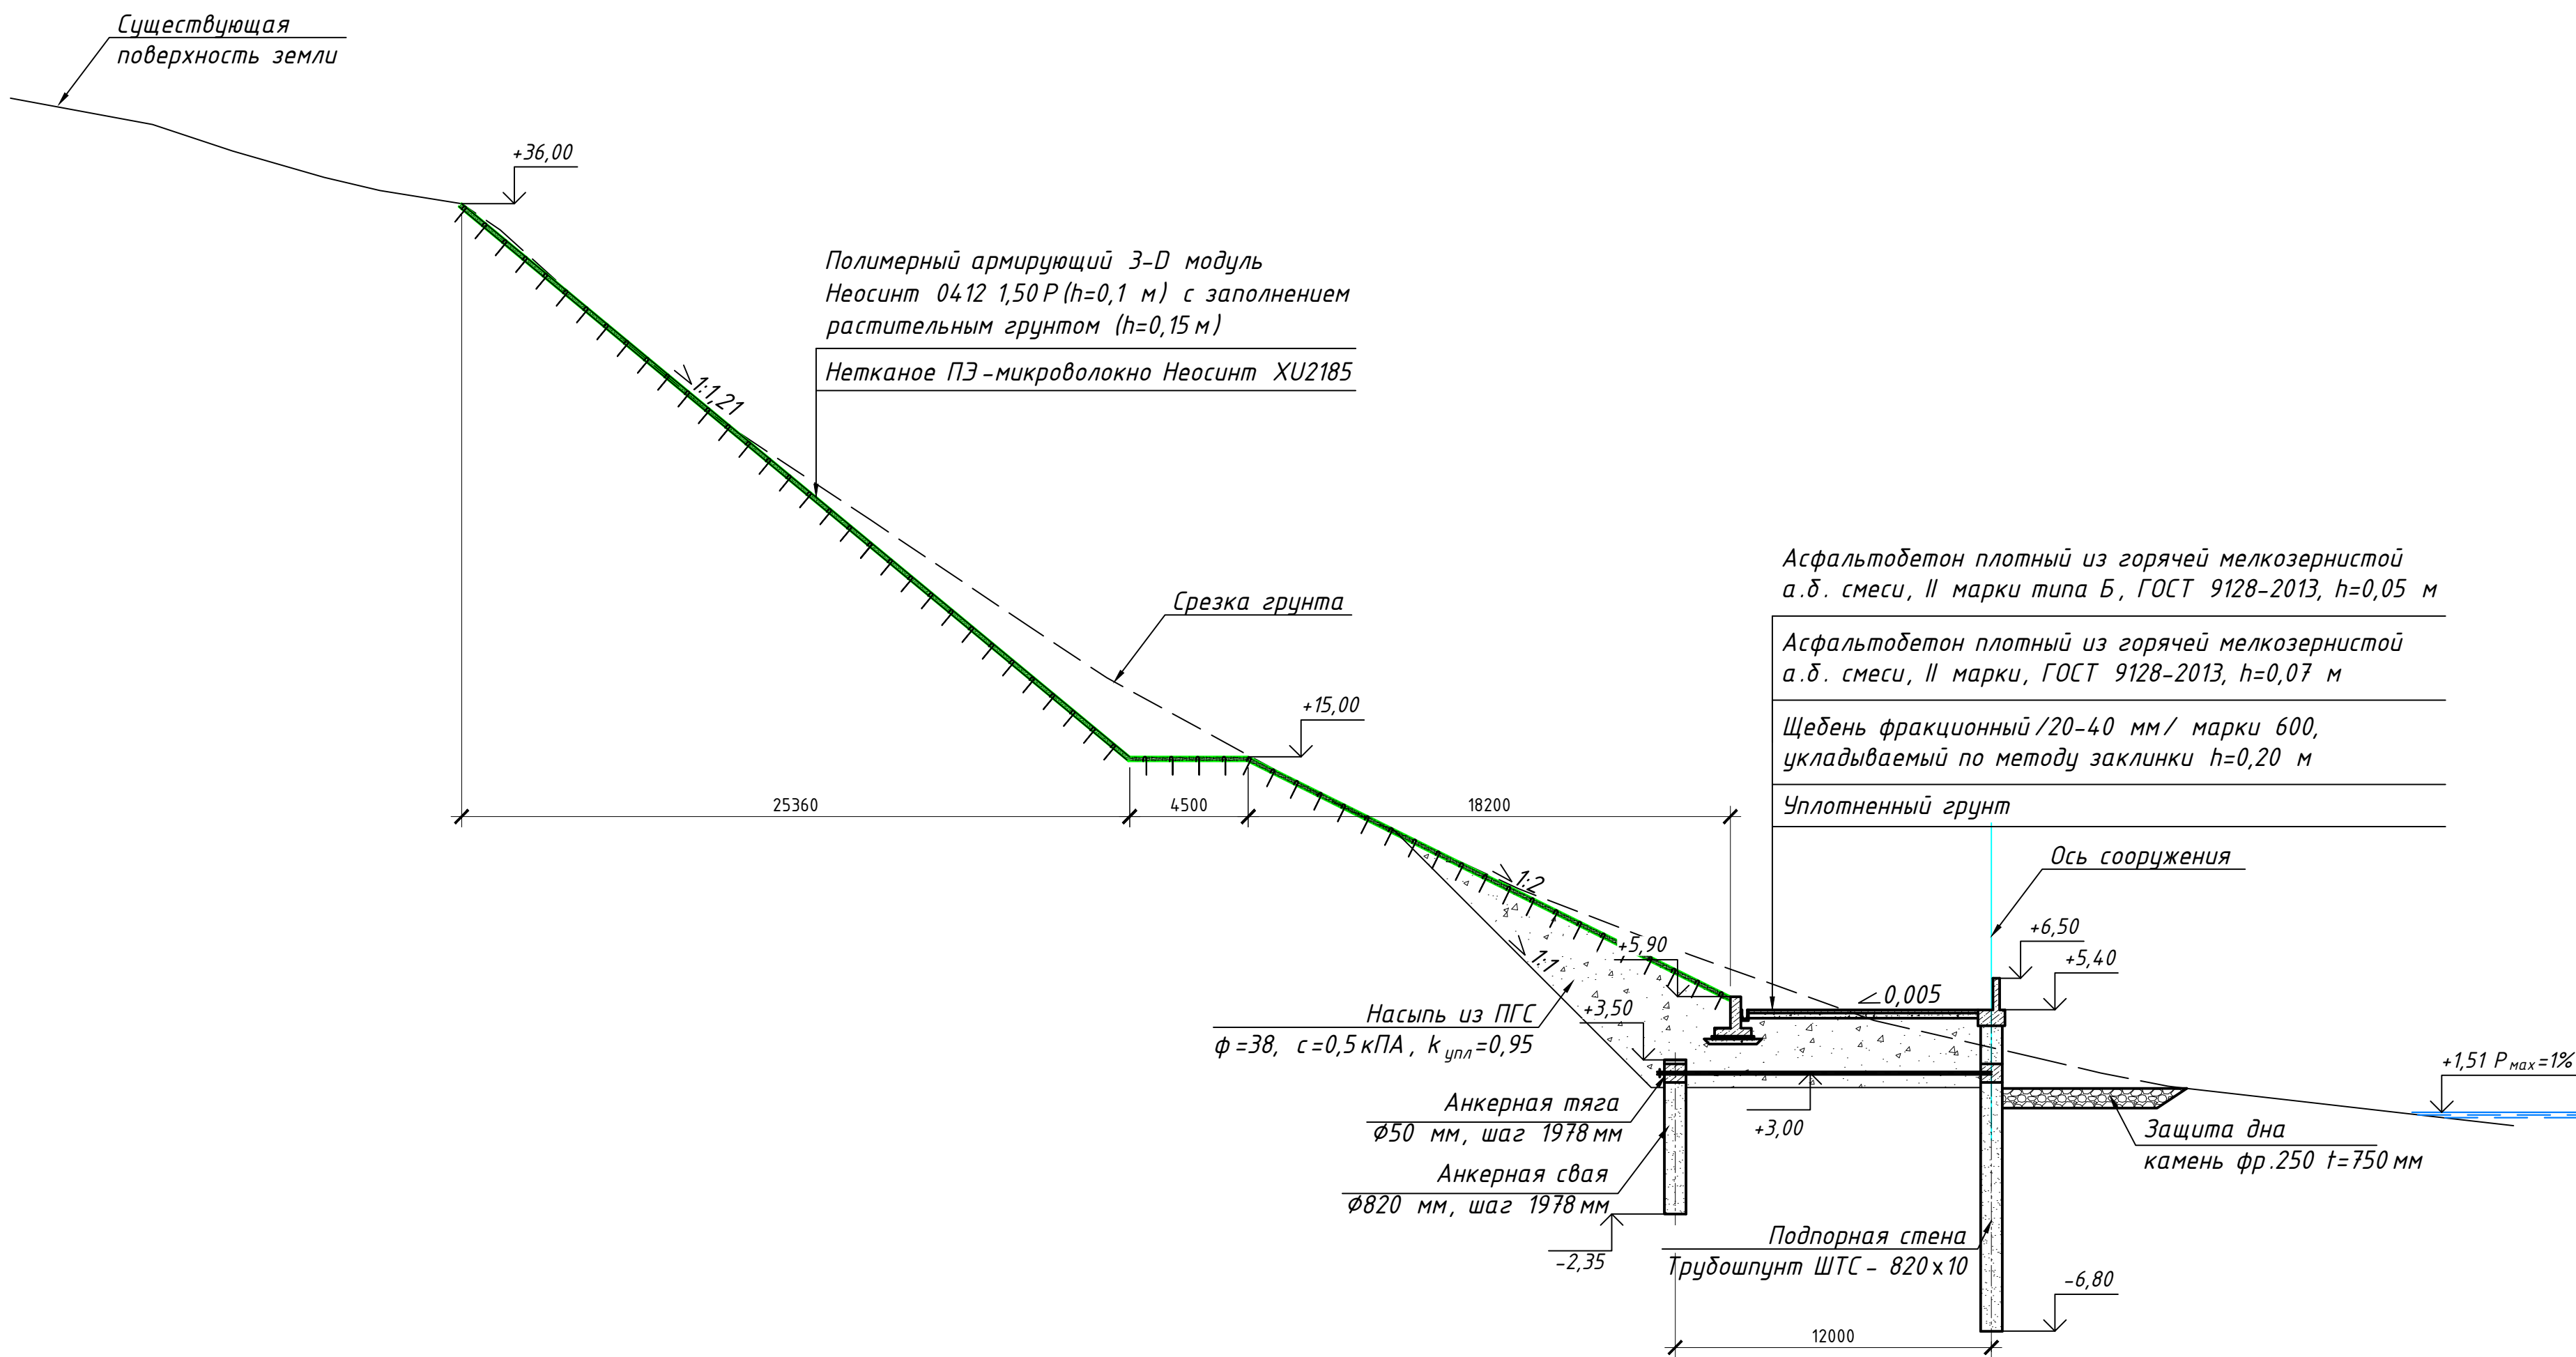 Существующая
поверхность земли
+36,00
Полимерный армирующий 3-D модуль
Неосинт 0412 1,50 Р (h=0,1 м) с заполнением
растительным грунтом (h=0,15 м)
Нетканое ПЭ-микроволокно Неосинт XU2185
1:1,21
Асфальтобетон плотный из горячей мелкозернистой
а.б. смеси, II марки типа Б, ГОСТ 9128-2013, h=0,05 м
Срезка грунта
Асфальтобетон плотный из горячей мелкозернистой
а.б. смеси, II марки, ГОСТ 9128-2013, h=0,07 м
+15,00
Щебень фракционный /20-40 мм/ марки 600,
укладываемый по методу заклинки h=0,20 м
25360
4500
18200
Уплотненный грунт
Ось сооружения
1:2
+6,50
+5,90
+5,40
1:1
0,005
Насыпь из ПГС
ф=38, с=0,5 кПА, k упл=0,95
+3,50
+1,51 Р мах=1%
Анкерная тяга
Ф50 мм, шаг 1978 мм
+3,00
Защита дна
камень фр.250 t=750 мм
Анкерная свая
Ф820 мм, шаг 1978 мм
-2,35
Подпорная стена
Трубошпунт ШТС - 820х10
-6,80
12000